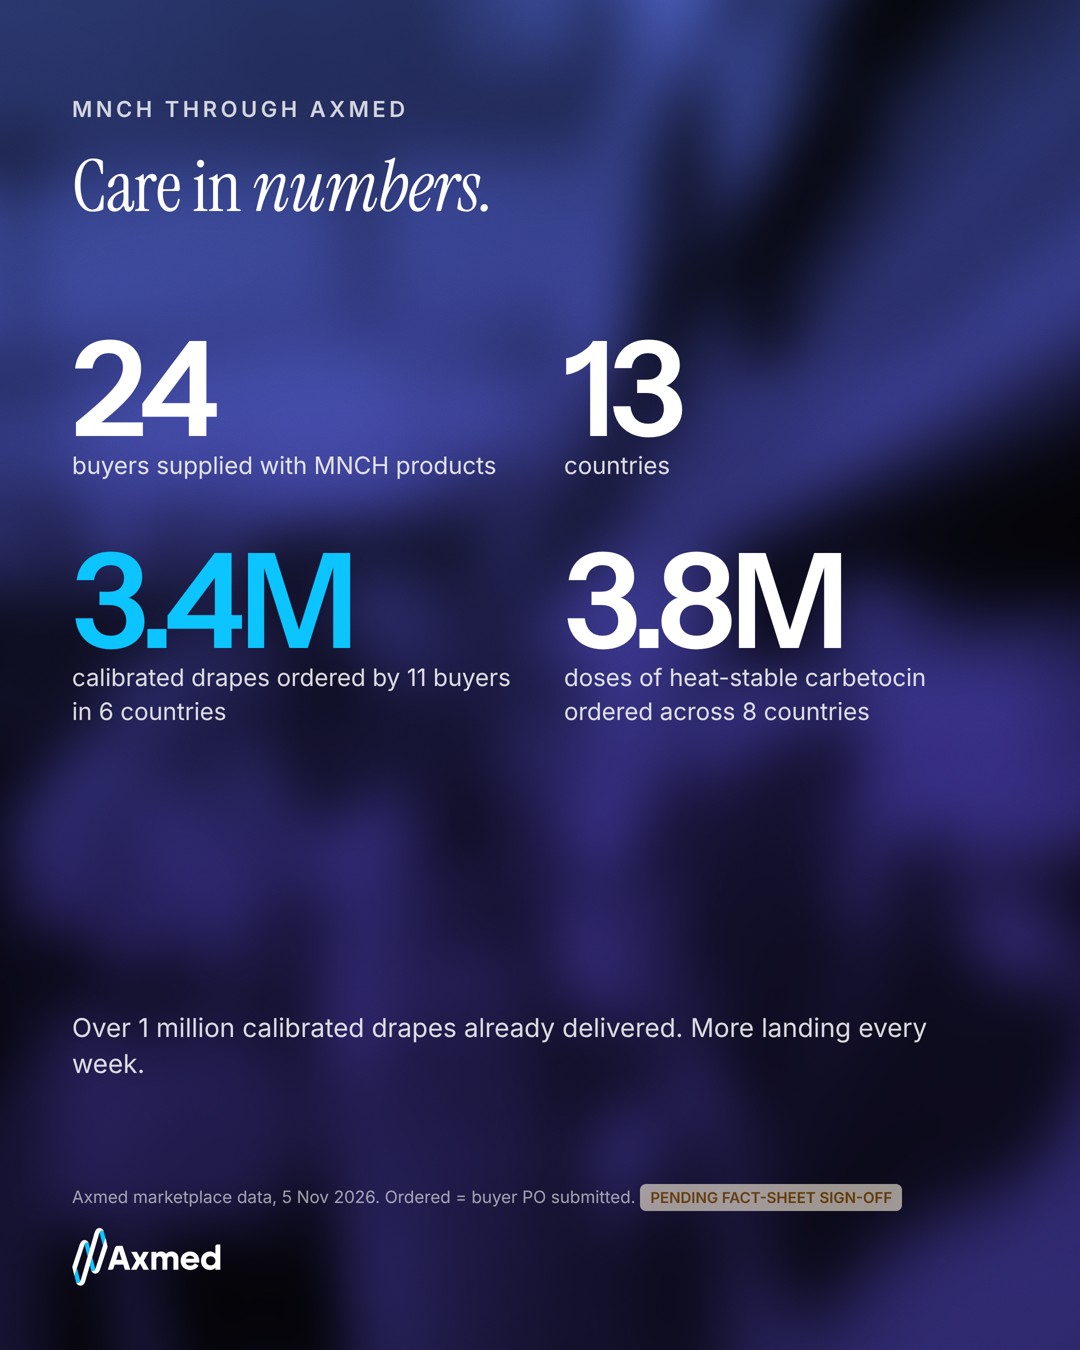 MNCH THROUGH AXMED
Care in numbers.
24
buyers supplied with MNCH products
13
countries
3.4M
calibrated drapes ordered by 11 buyers
in 6 countries
3.8M
doses of heat-stable carbetocin
ordered across 8 countries
Over 1 million calibrated drapes already delivered. More landing every
week.
Axmed marketplace data, 5 Nov 2026. Ordered = buyer PO submitted. PENDING FACT-SHEET SIGN-OFF
Axmed